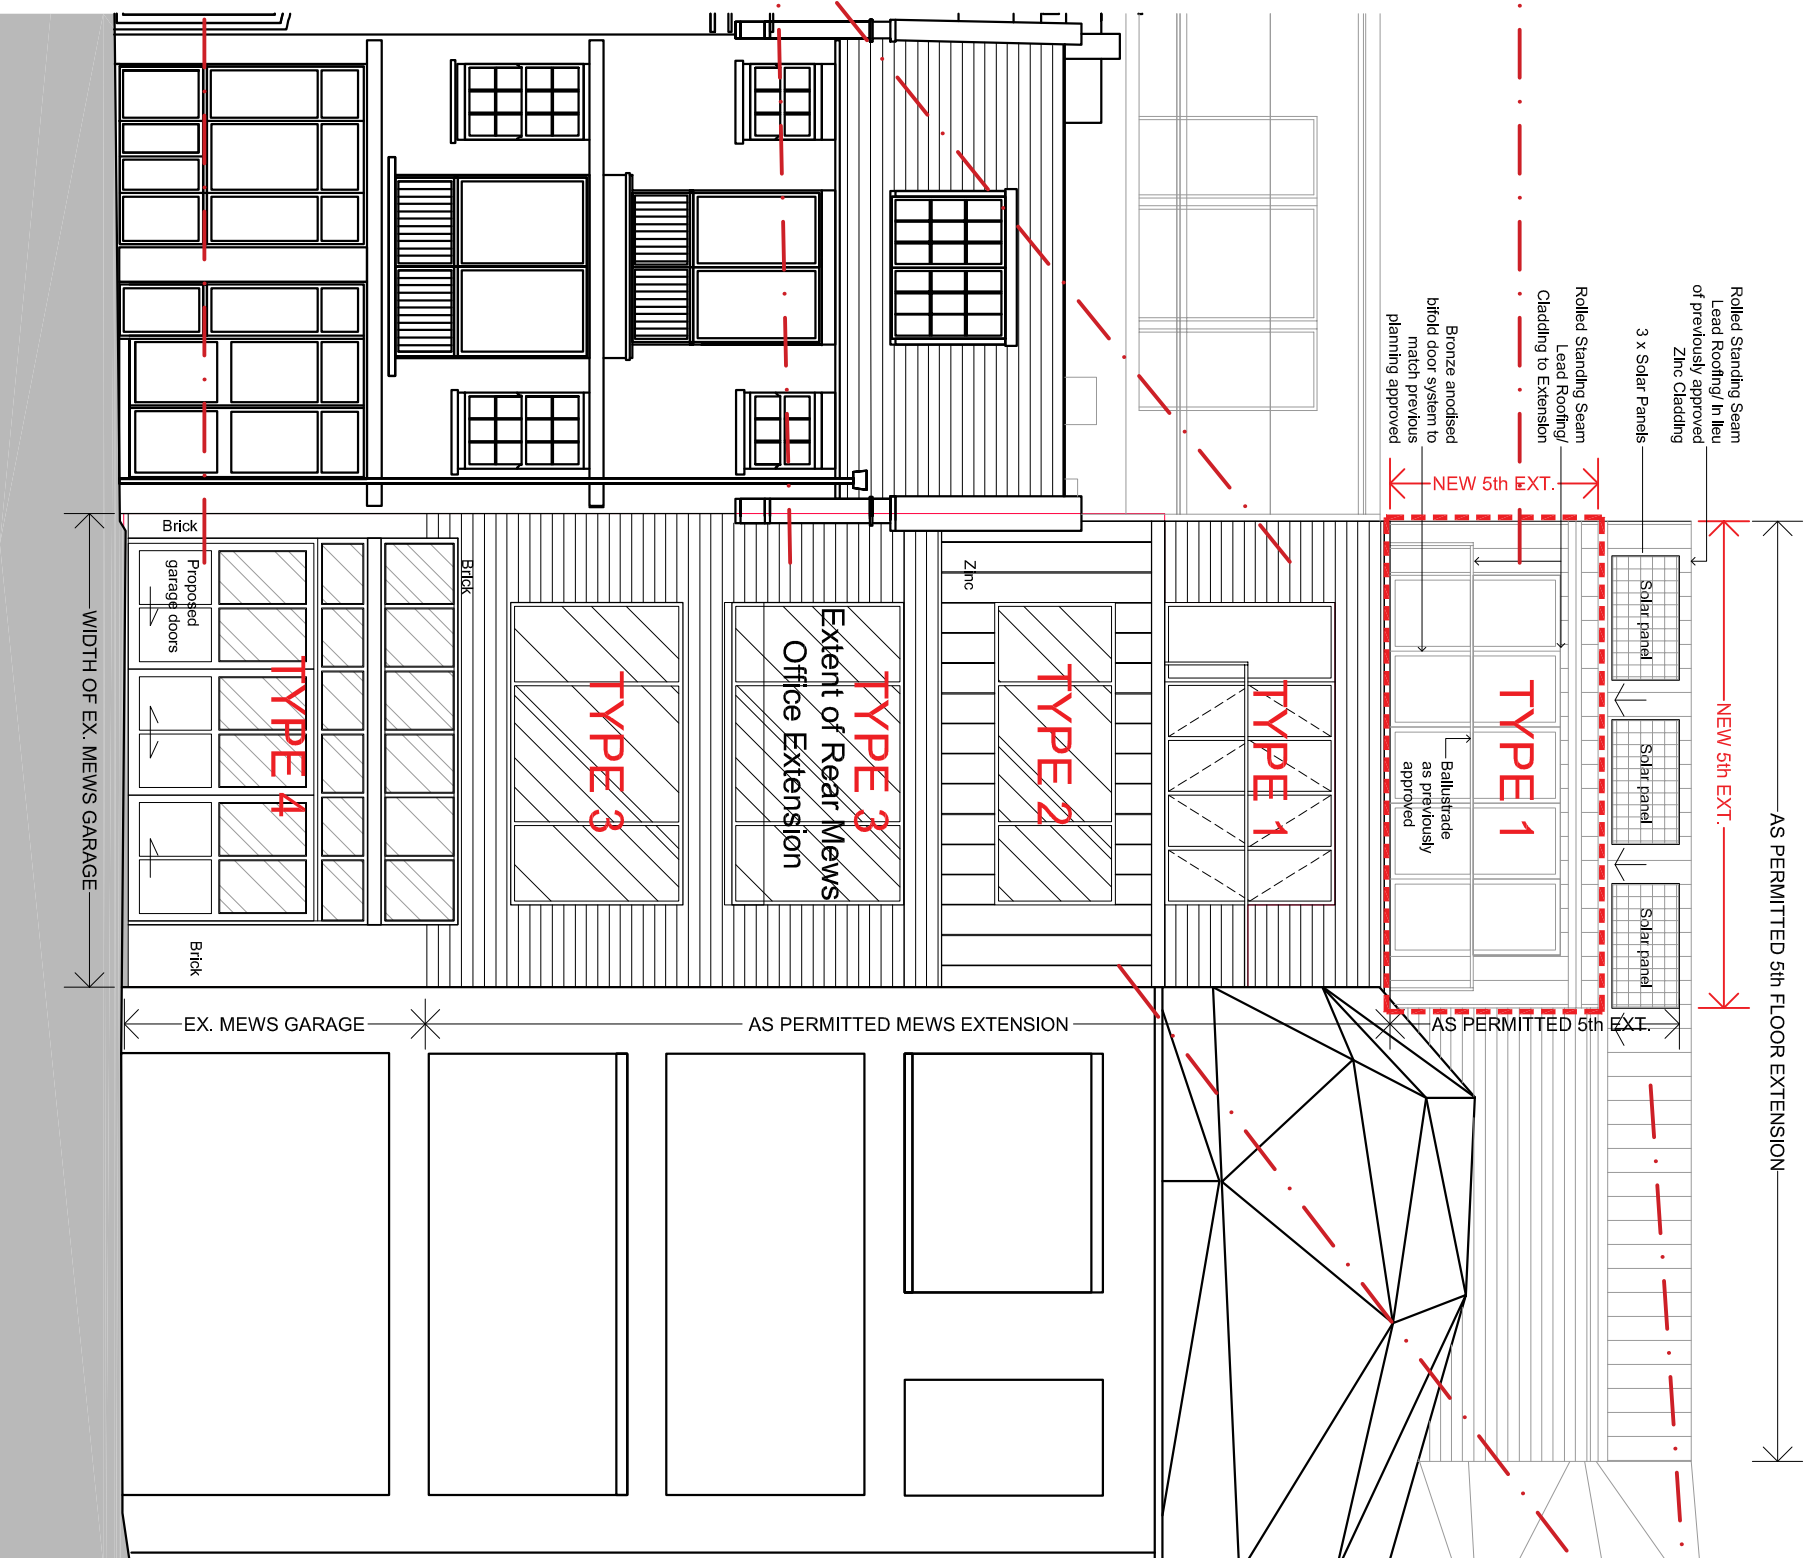 Rolled Standing Seam
Lead Roofing/ In lieu
of previously approved
Zinc Cladding
3 x Solar Panels
Rolled Standing Seam
Lead Roofing/
Cladding to Extension
Bronze anodised
bifold door system to
match previous
planning approved
AS PERMITTED 5th FLOOR EXTENSION
NEW 5th EXT.
NEW 5th EXT.
Solar panel
Solar panel
Solar panel
TYPE 1
Ballustrade
as previously
approved
AS PERMITTED 5th EXT.
TYPE 1
TYPE 2
Zinc
TYPE 3
Extent of Rear Mews
Office Extension
TYPE 3
AS PERMITTED MEWS EXTENSION
Brick
TYPE 4
Brick
Proposed
garage doors
Brick
EX. MEWS GARAGE
WIDTH OF EX. MEWS GARAGE